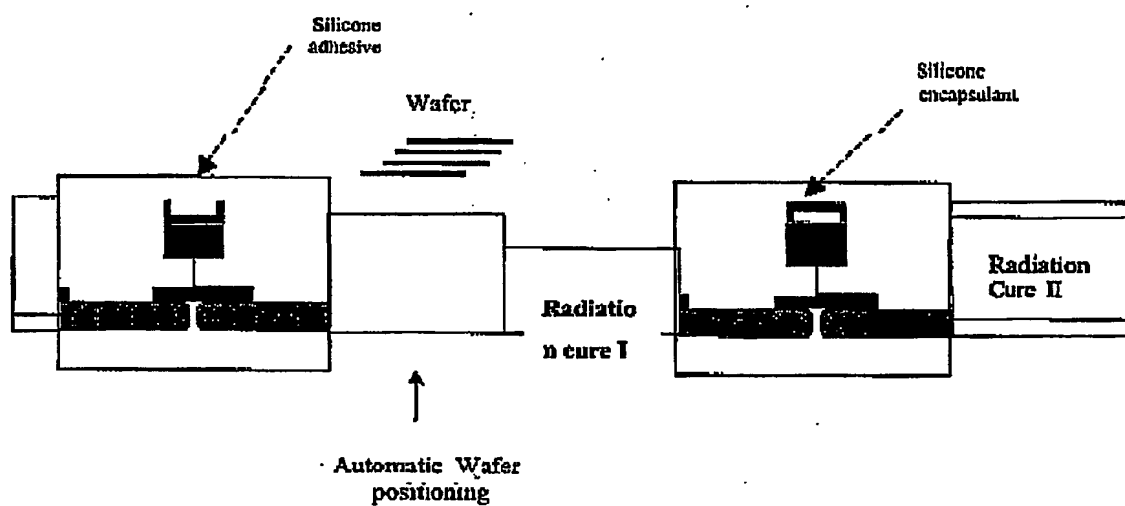 Silicone
adhesive
Wafer
Silicone
encapsulant
Radiation
Cure II
Radiatio
n cure I
Automatic Wafer
positioning